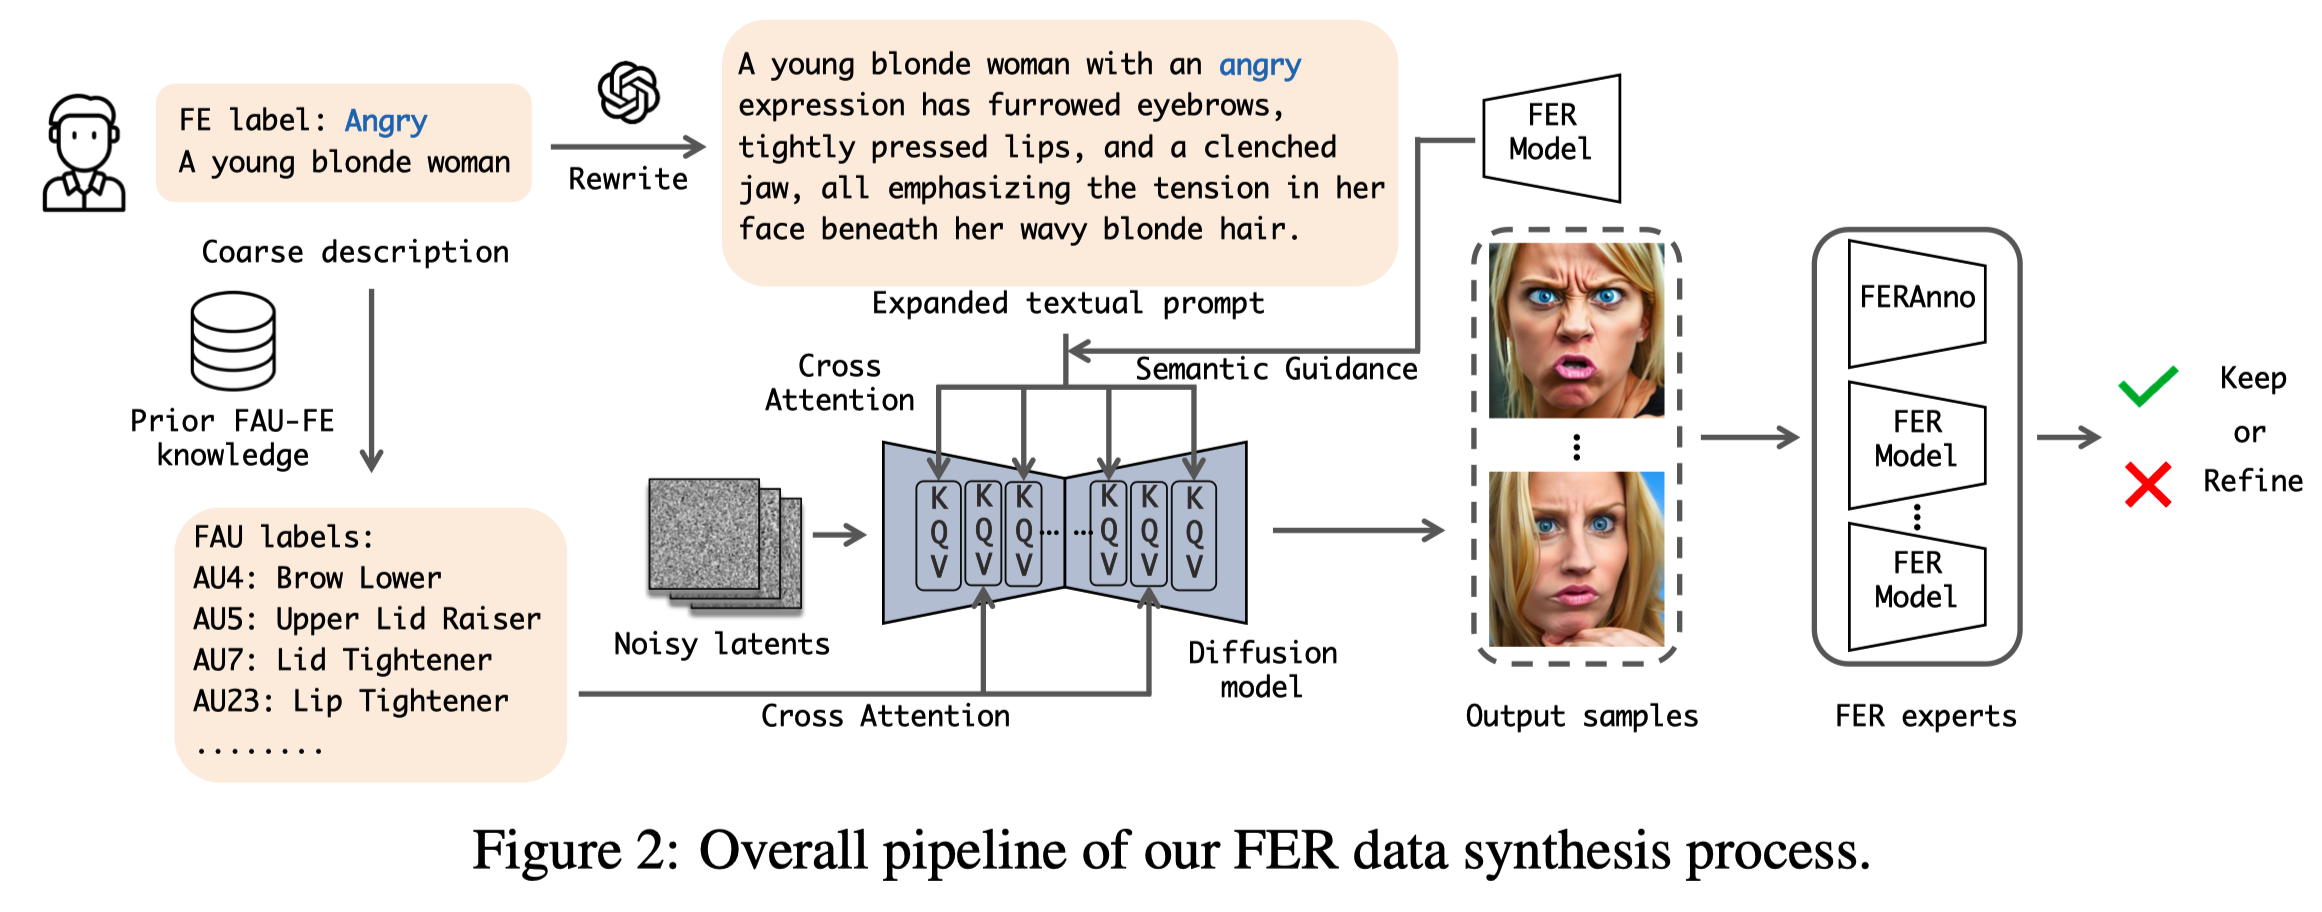 FE label: Angry
A young blonde woman
Coarse description
Rewrite
A young blonde woman with an angry
expression has furrowed eyebrows,
tightly pressed lips, and a clenched
jaw, all emphasizing the tension in her
face beneath her wavy blonde hair.
Expanded textual prompt
FER
Model
Semantic Guidance
Cross
Attention
Prior FAU-FE
knowledge
FAU labels:
AU4: Brow Lower
AU5: Upper Lid Raiser
AU7: Lid Tightener
AU23: Lip Tightener
........
Noisy latents
K
Q
V
K
Q
V
K
Q
V
...
...
K
Q
V
K
Q
V
K
Q
V
Cross Attention
Diffusion
model
Output samples
FERAnno
FER
Model
FER
Model
FER experts
Keep
or
Refine
Figure 2: Overall pipeline of our FER data synthesis process.